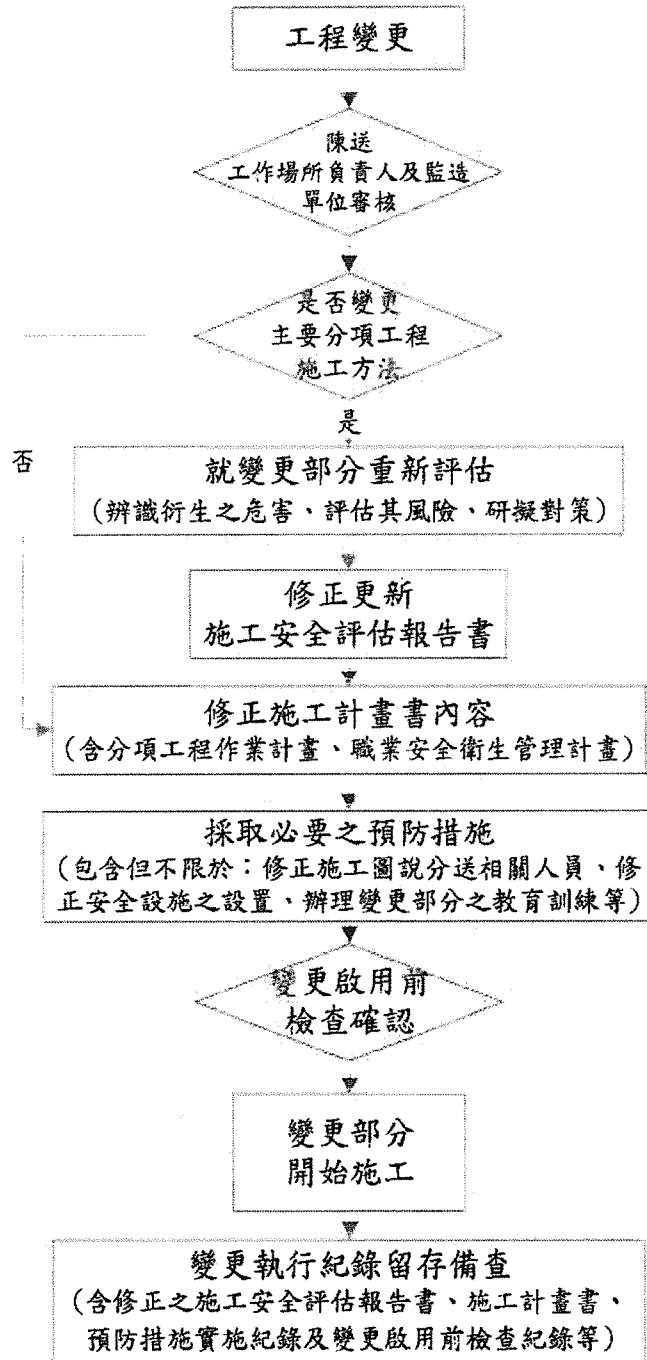 工程變更
陳送
工作場所負責人及監造
單位審核
是否變更
主要分項工程
施工方法
是
否
就變更部分重新評估
(辨識衍生之危害、評估其風險、研擬對策)
修正更新
施工安全評估報告書
修正施工計畫書內容
(含分項工程作業計畫、職業安全衛生管理計畫)
採取必要之預防措施
(包含但不限於：修正施工圖說分送相關人員、修
正安全設施之設置、辦理變更部分之教育訓練等)
變更啟用前
檢查確認
變更部分
開始施工
變更執行紀錄留存備查
(含修正之施工安全評估報告書、施工計畫書、
預防措施實施紀錄及變更啟用前檢查紀錄等)